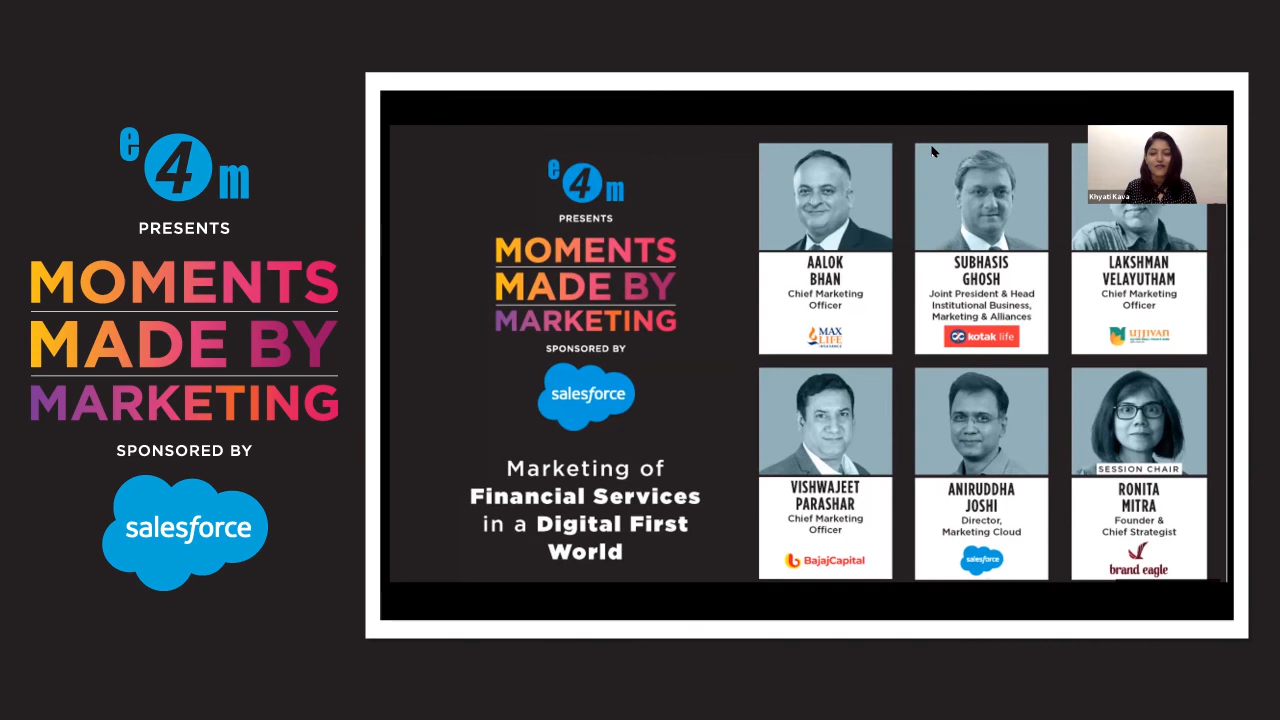 e4m
PRESENTS
MOMENTS
MADE BY
MARKETING
SPONSORED BY
salesforce
e4m
PRESENTS
MOMENTS
MADE BY
MARKETING
SPONSORED BY
salesforce
Marketing of
Financial Services
in a Digital First
World
AALOK
BHAN
Chief Marketing
Officer
MAX
LIFE
SUBHASIS
GHOSH
Joint President & Head
Institutional Business,
Marketing & Alliances
kotak life
Khyati Kava
LAKSHMAN
VELAYUTHAM
Chief Marketing
Officer
UJJIVAN
VISHWAJEET
PARASHAR
Chief Marketing
Officer
BajajCapital
ANIRUDDHA
JOSHI
Director,
Marketing Cloud
salesforce
SESSION CHAIR
RONITA
MITRA
Founder &
Chief Strategist
brand eagle